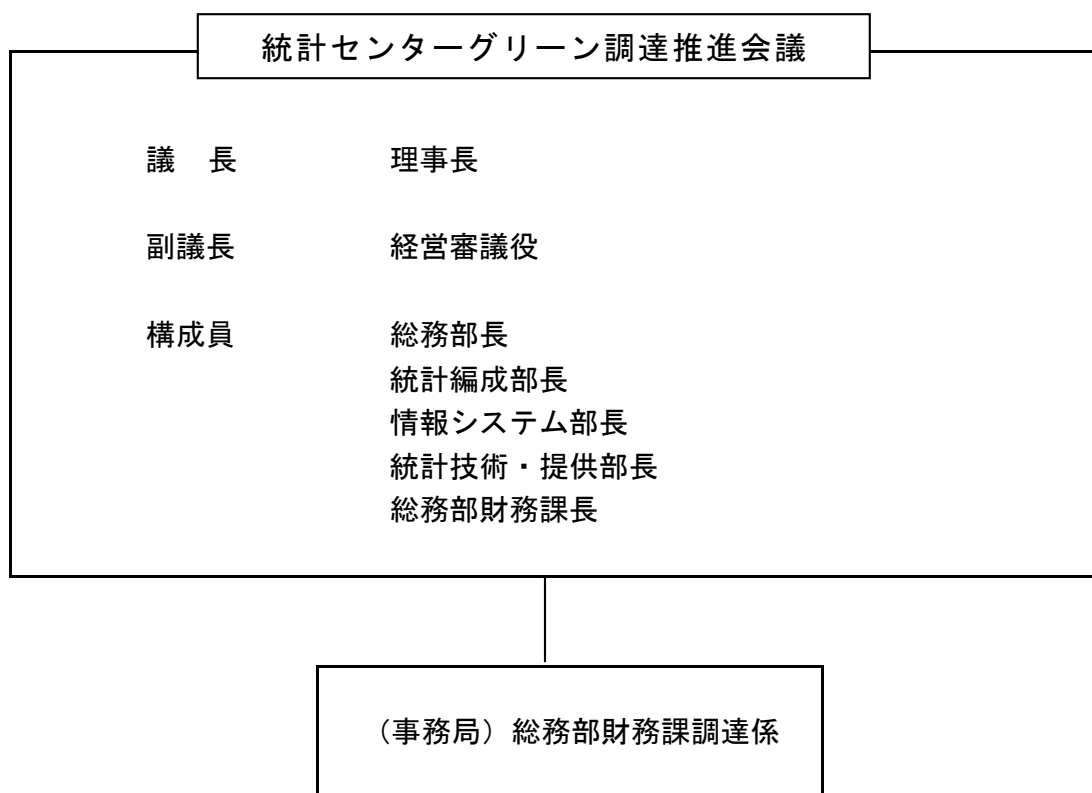 統計センターグリーン調達推進会議
議　長　理事長
副議長　経営審議役
構成員　総務部長
統計編成部長
情報システム部長
統計技術・提供部長
総務部財務課長
（事務局）総務部財務課調達係